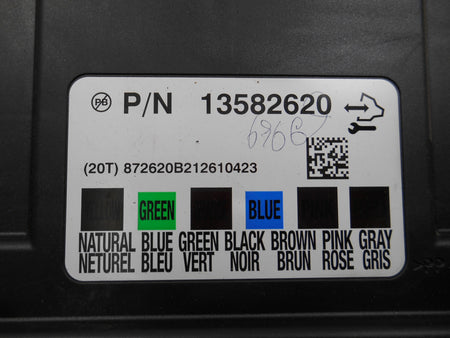 PB P/N 13582620
(20T) 872620B212610423
GREEN BLUE
NATURAL BLUE GREEN BLACK BROWN PINK GRAY
NETUREL BLEU VERT NOIR BRUN ROSE GRIS